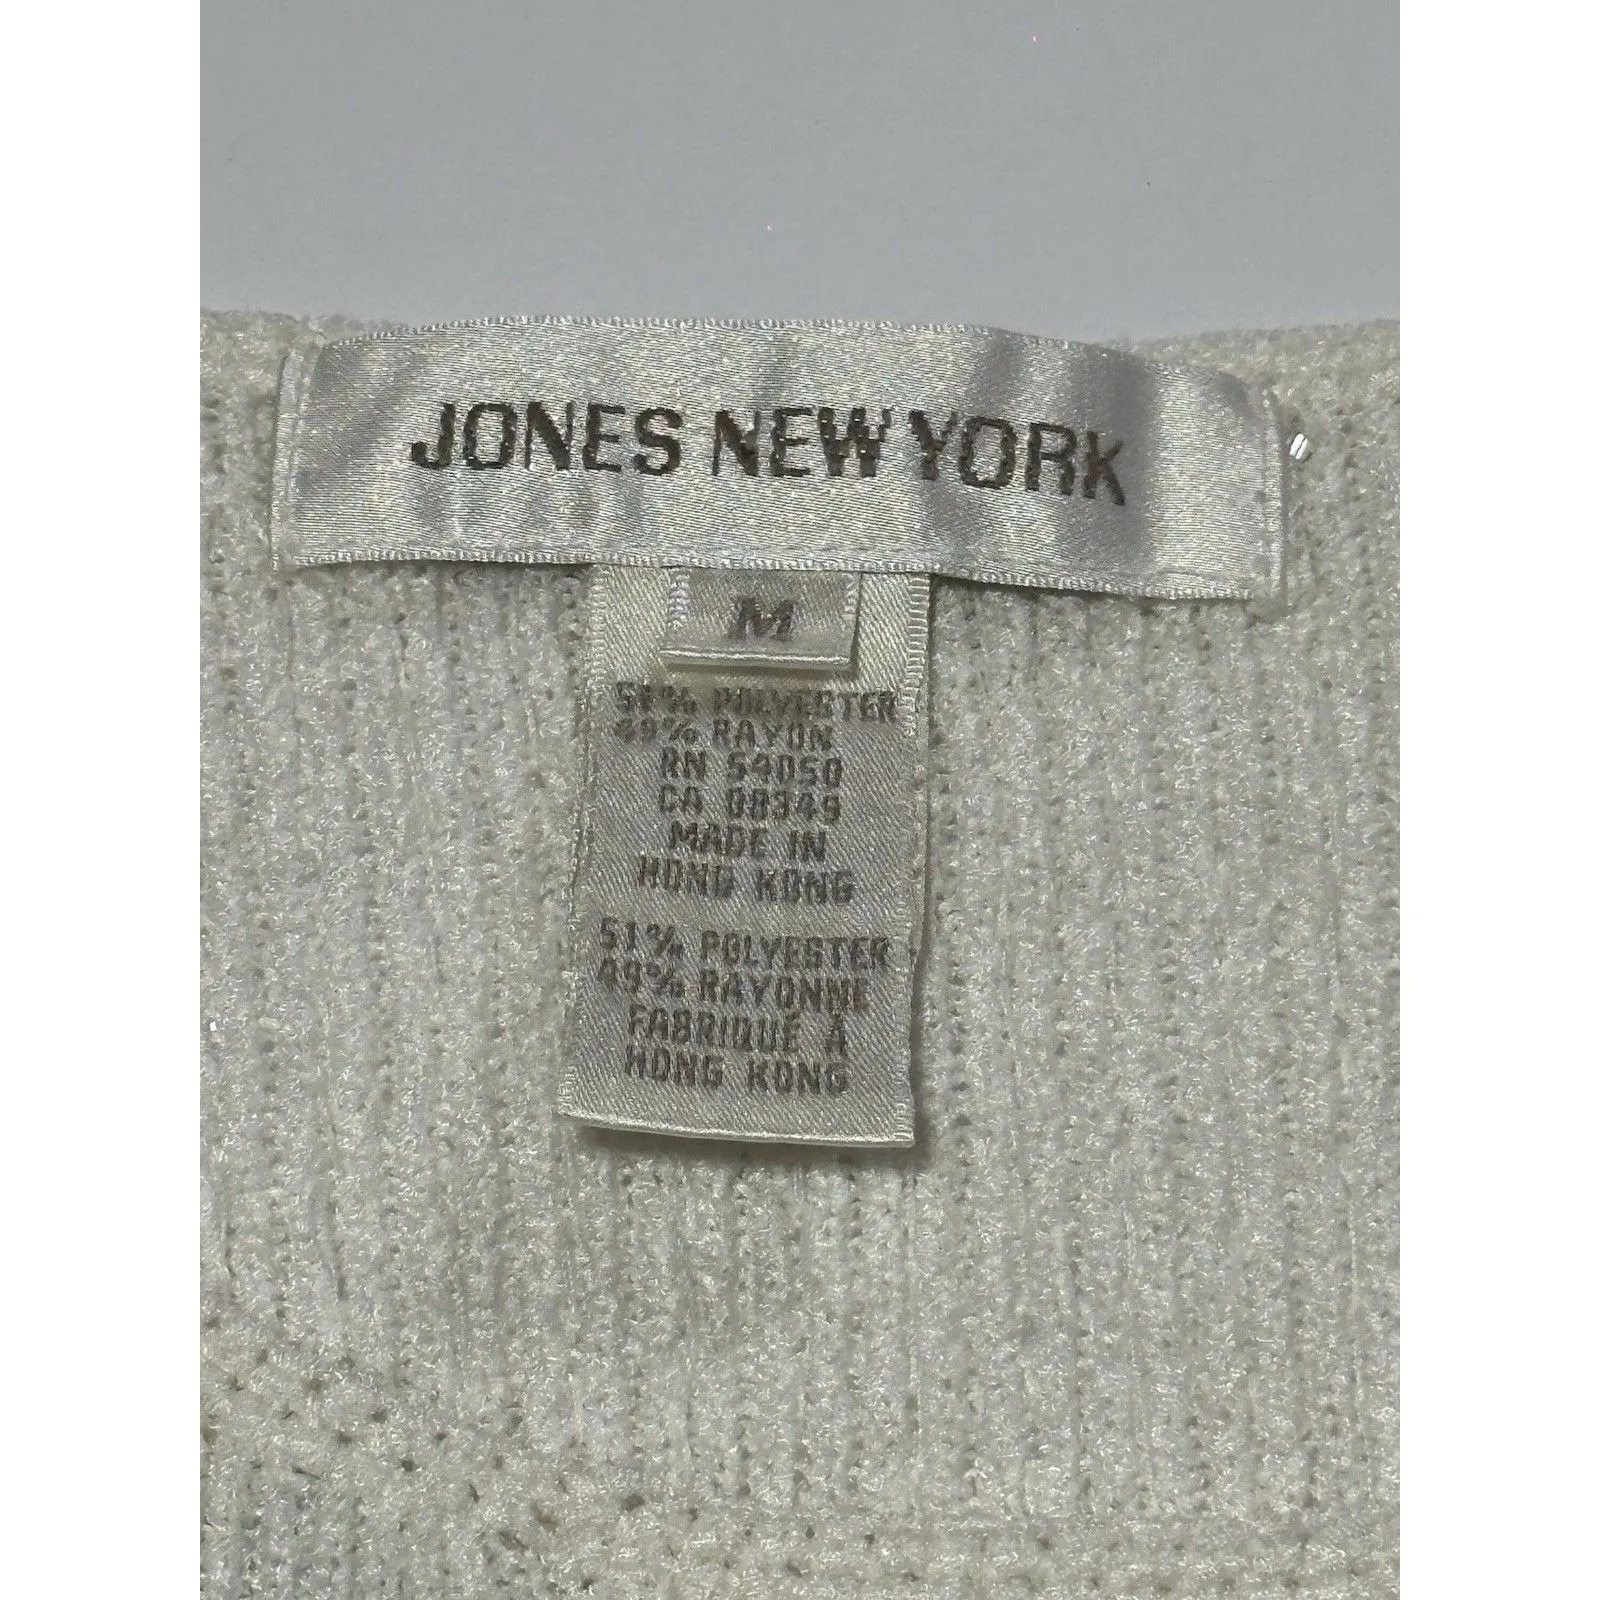 JONES NEW YORK
M
51% POLYESTER
49% RAYON
RN 54050
CA 08349
MADE IN
HONG KONG
51% POLYESTER
49% RAYONNE
FABRIQUÉ À
HONG KONG